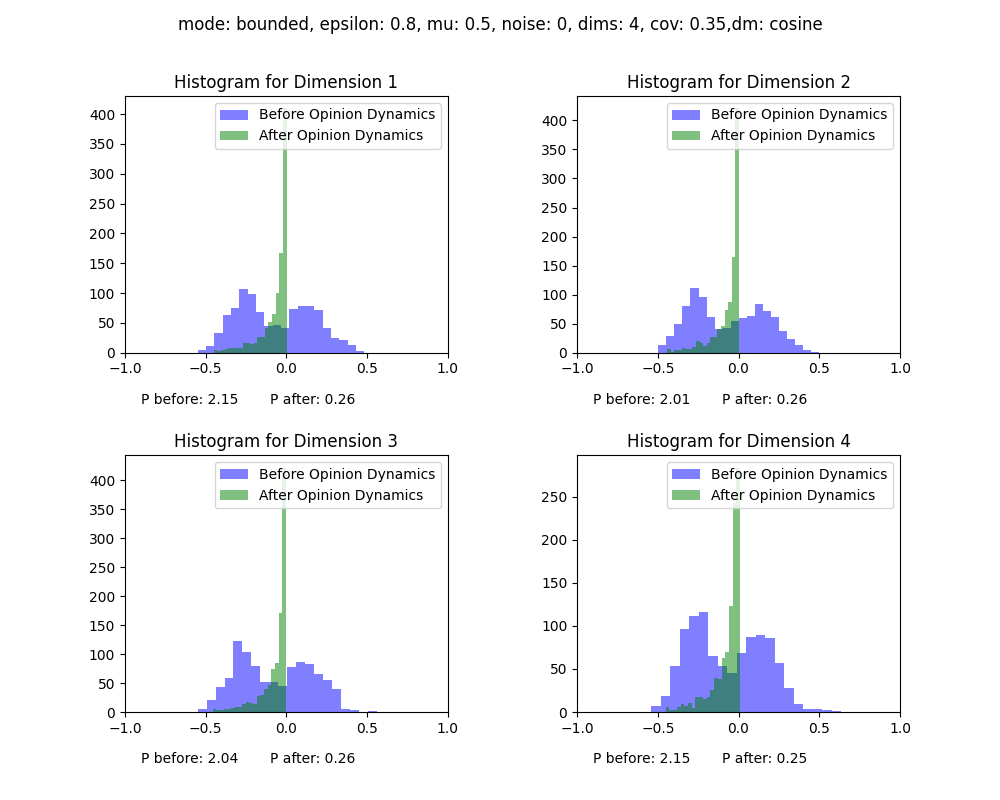 mode: bounded, epsilon: 0.8, mu: 0.5, noise: 0, dims: 4, cov: 0.35,dm: cosine
Histogram for Dimension 1
Before Opinion Dynamics
After Opinion Dynamics
400
350
300
250
200
150
100
50
0
−1.0 −0.5 0.0 0.5 1.0
P before: 2.15 P after: 0.26
Histogram for Dimension 2
Before Opinion Dynamics
After Opinion Dynamics
400
300
200
100
50
0
350
250
150
−1.0 −0.5 0.0 0.5 1.0
P before: 2.01 P after: 0.26
Histogram for Dimension 3
Before Opinion Dynamics
After Opinion Dynamics
400
350
300
250
200
150
100
50
0
−1.0 −0.5 0.0 0.5 1.0
P before: 2.04 P after: 0.26
Histogram for Dimension 4
Before Opinion Dynamics
After Opinion Dynamics
250
200
150
100
50
0
−1.0 −0.5 0.0 0.5 1.0
P before: 2.15 P after: 0.25